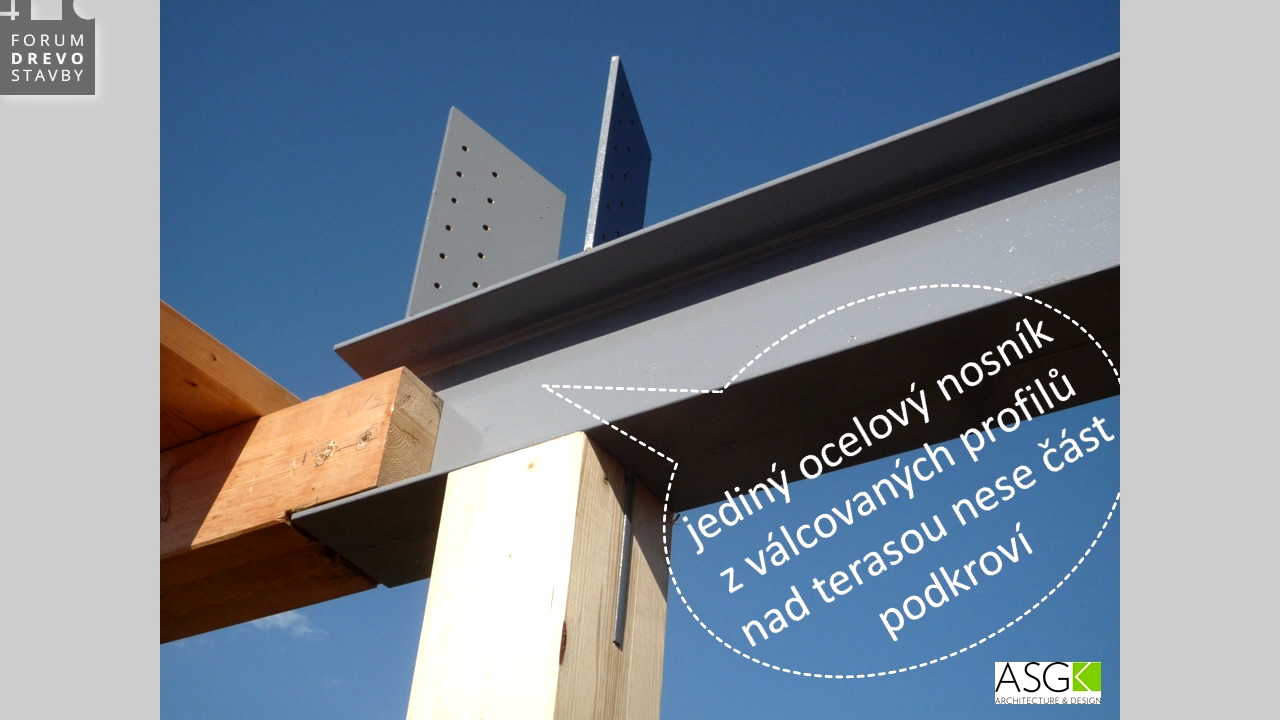 FORUM
DREVO
STAVBY
jediný ocelový nosník
z válcovaných profilů
nad terasou nese část
podkroví
ASG
ARCHITECTURE & DESIGN